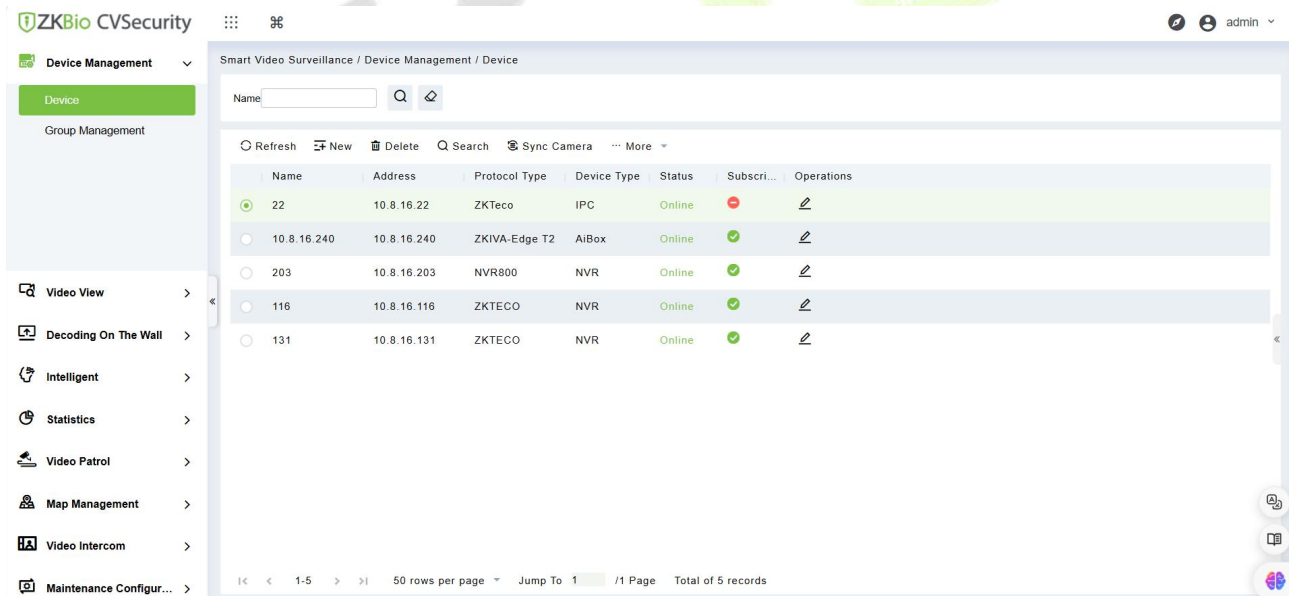 ZKBio CVSecurity
admin
Device Management
Smart Video Surveillance / Device Management / Device
Device
Name
Group Management
Refresh New Delete Search Sync Camera ··· More
Name Address Protocol Type Device Type Status Subscri... Operations
22 10.8.16.22 ZKTeco IPC Online
10.8.16.240 10.8.16.240 ZKIVA-Edge T2 AiBox Online
203 10.8.16.203 NVR800 NVR Online
116 10.8.16.116 ZKTECO NVR Online
131 10.8.16.131 ZKTECO NVR Online
Video View
Decoding On The Wall
Intelligent
Statistics
Video Patrol
Map Management
Video Intercom
Maintenance Configur...
1-5 50 rows per page Jump To 1 /1 Page Total of 5 records